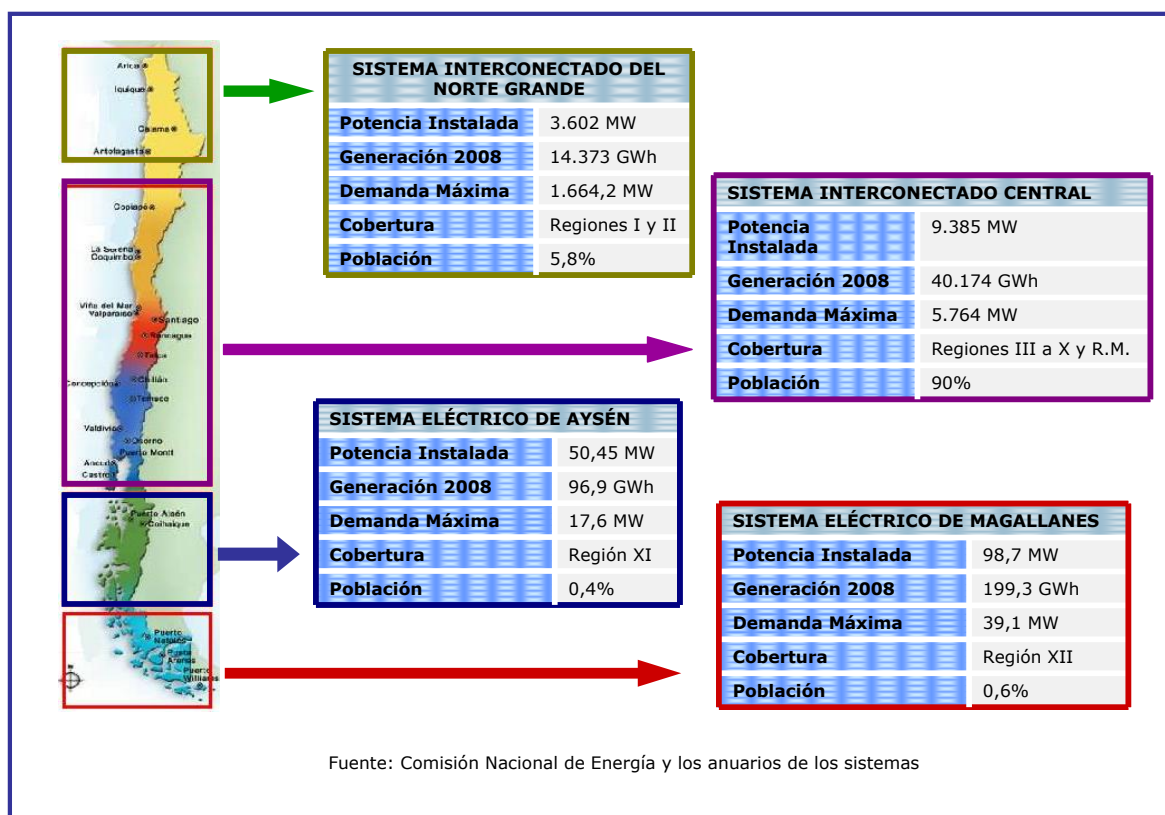 Arica
Iquique
Calama
Antofagasta
Copiapó
La Serena
Coquimbo
Viña del Mar
Valparaíso
Santiago
Rancagua
Talca
Concepción
Chillán
Temuco
Valdivia
Osorno
Puerto Montt
Ancud
Castro
Puerto Aisén
Coihaique
Puerto
Natales
Punta
Arenas
Puerto
Williams
SISTEMA INTERCONECTADO DEL
NORTE GRANDE
Potencia Instalada 3.602 MW
Generación 2008 14.373 GWh
Demanda Máxima 1.664,2 MW
Cobertura Regiones I y II
Población 5,8%
SISTEMA INTERCONECTADO CENTRAL
Potencia 9.385 MW
Instalada
Generación 2008 40.174 GWh
Demanda Máxima 5.764 MW
Cobertura Regiones III a X y R.M.
Población 90%
SISTEMA ELÉCTRICO DE AYSÉN
Potencia Instalada 50,45 MW
Generación 2008 96,9 GWh
Demanda Máxima 17,6 MW
Cobertura Región XI
Población 0,4%
SISTEMA ELÉCTRICO DE MAGALLANES
Potencia Instalada 98,7 MW
Generación 2008 199,3 GWh
Demanda Máxima 39,1 MW
Cobertura Región XII
Población 0,6%
Fuente: Comisión Nacional de Energía y los anuarios de los sistemas